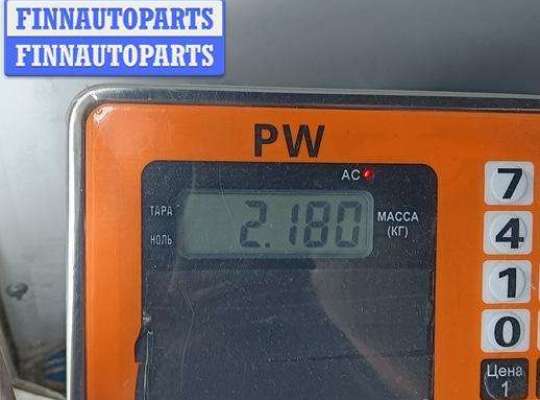 FINNAUTOPARTS
FINNAUTOPARTS
PW
AC
ТАРА
НОЛЬ
2.180
МАССА
(КГ)
7
4
1
0
Цена
1